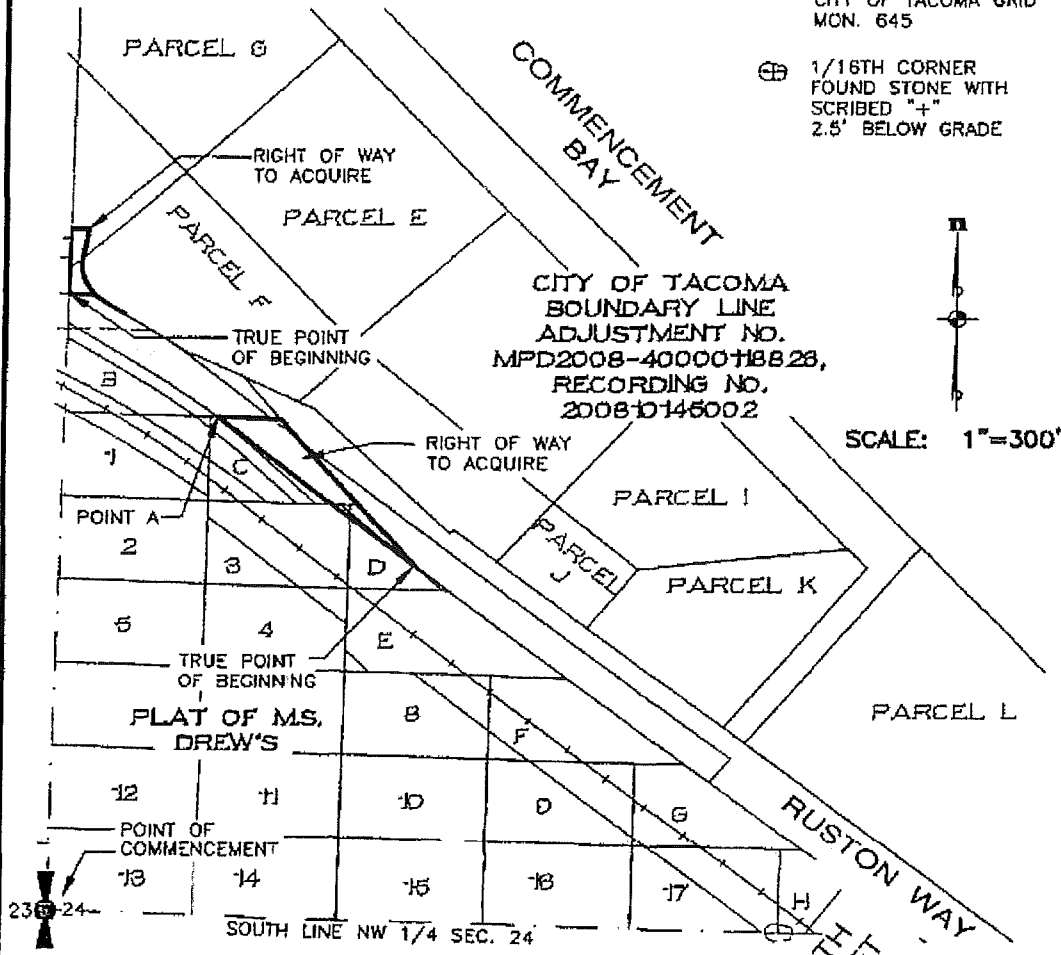 CITY OF TACOMA GRID
MON. 645
1/16TH CORNER
FOUND STONE WITH
SCRIBED "+"
2.5' BELOW GRADE
PARCEL G
COMMENCEMENT
BAY
RIGHT OF WAY
TO ACQUIRE
PARCEL E
PARCEL F
n
CITY OF TACOMA
BOUNDARY LINE
ADJUSTMENT NO.
MPD2008-40000118828,
RECORDING NO.
200810145002
TRUE POINT
OF BEGINNING
SCALE: 1"=300'
B
RIGHT OF WAY
TO ACQUIRE
1
C
PARCEL I
POINT A
2
3
D
PARCEL
J
PARCEL K
5
4
E
TRUE POINT
OF BEGINNING
PLAT OF M.S.
DREW'S
8
F
PARCEL L
12
11
10
D
G
RUSTON WAY
POINT OF
COMMENCEMENT
13
14
15
16
17
H
23
24
SOUTH LINE NW 1/4 SEC. 24